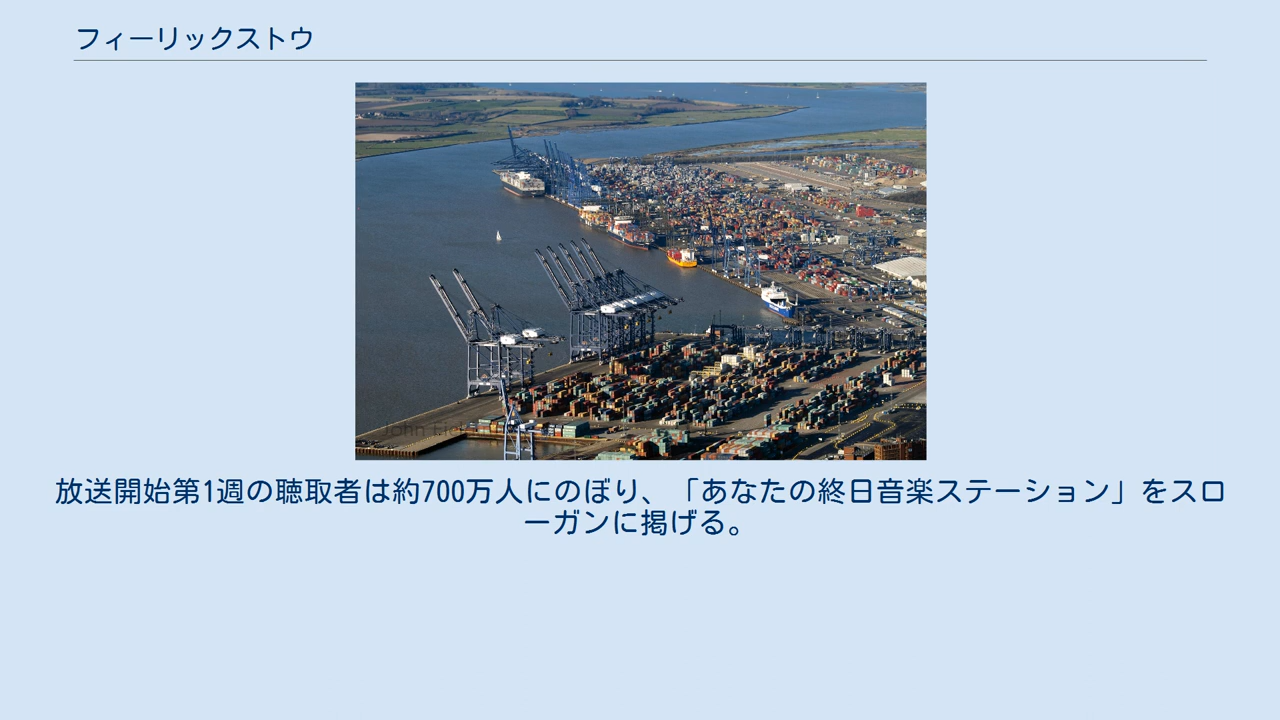 フィーリックストウ
放送開始第1週の聴取者は約700万人にのぼり、「あなたの終日音楽ステーション」をスロ
ーガンに掲げる。